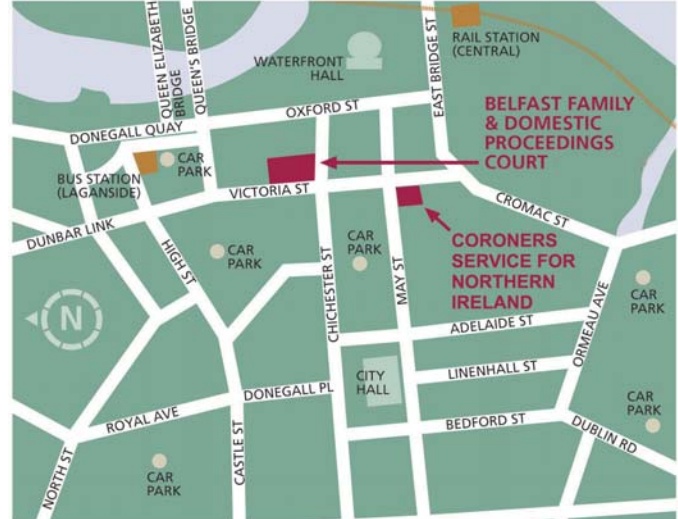 QUEEN ELIZABETH
BRIDGE
QUEEN'S BRIDGE
WATERFRONT
HALL
EAST BRIDGE ST
RAIL STATION
(CENTRAL)
OXFORD ST
DONEGALL QUAY
BELFAST FAMILY
& DOMESTIC
PROCEEDINGS
COURT
CAR
PARK
BUS STATION
(LAGANSIDE)
VICTORIA ST
CROMAC ST
DUNBAR LINK
HIGH ST
CAR
PARK
CAR
PARK
CORONERS
SERVICE FOR
NORTHERN
IRELAND
CHICHESTER ST
MAY ST
N
CAR
PARK
ADELAIDE ST
ORMEAU AVE
CITY
HALL
LINENHALL ST
DONEGALL PL
CAR
PARK
ROYAL AVE
BEDFORD ST
DUBLIN RD
CASTLE ST
NORTH ST
CAR
PARK